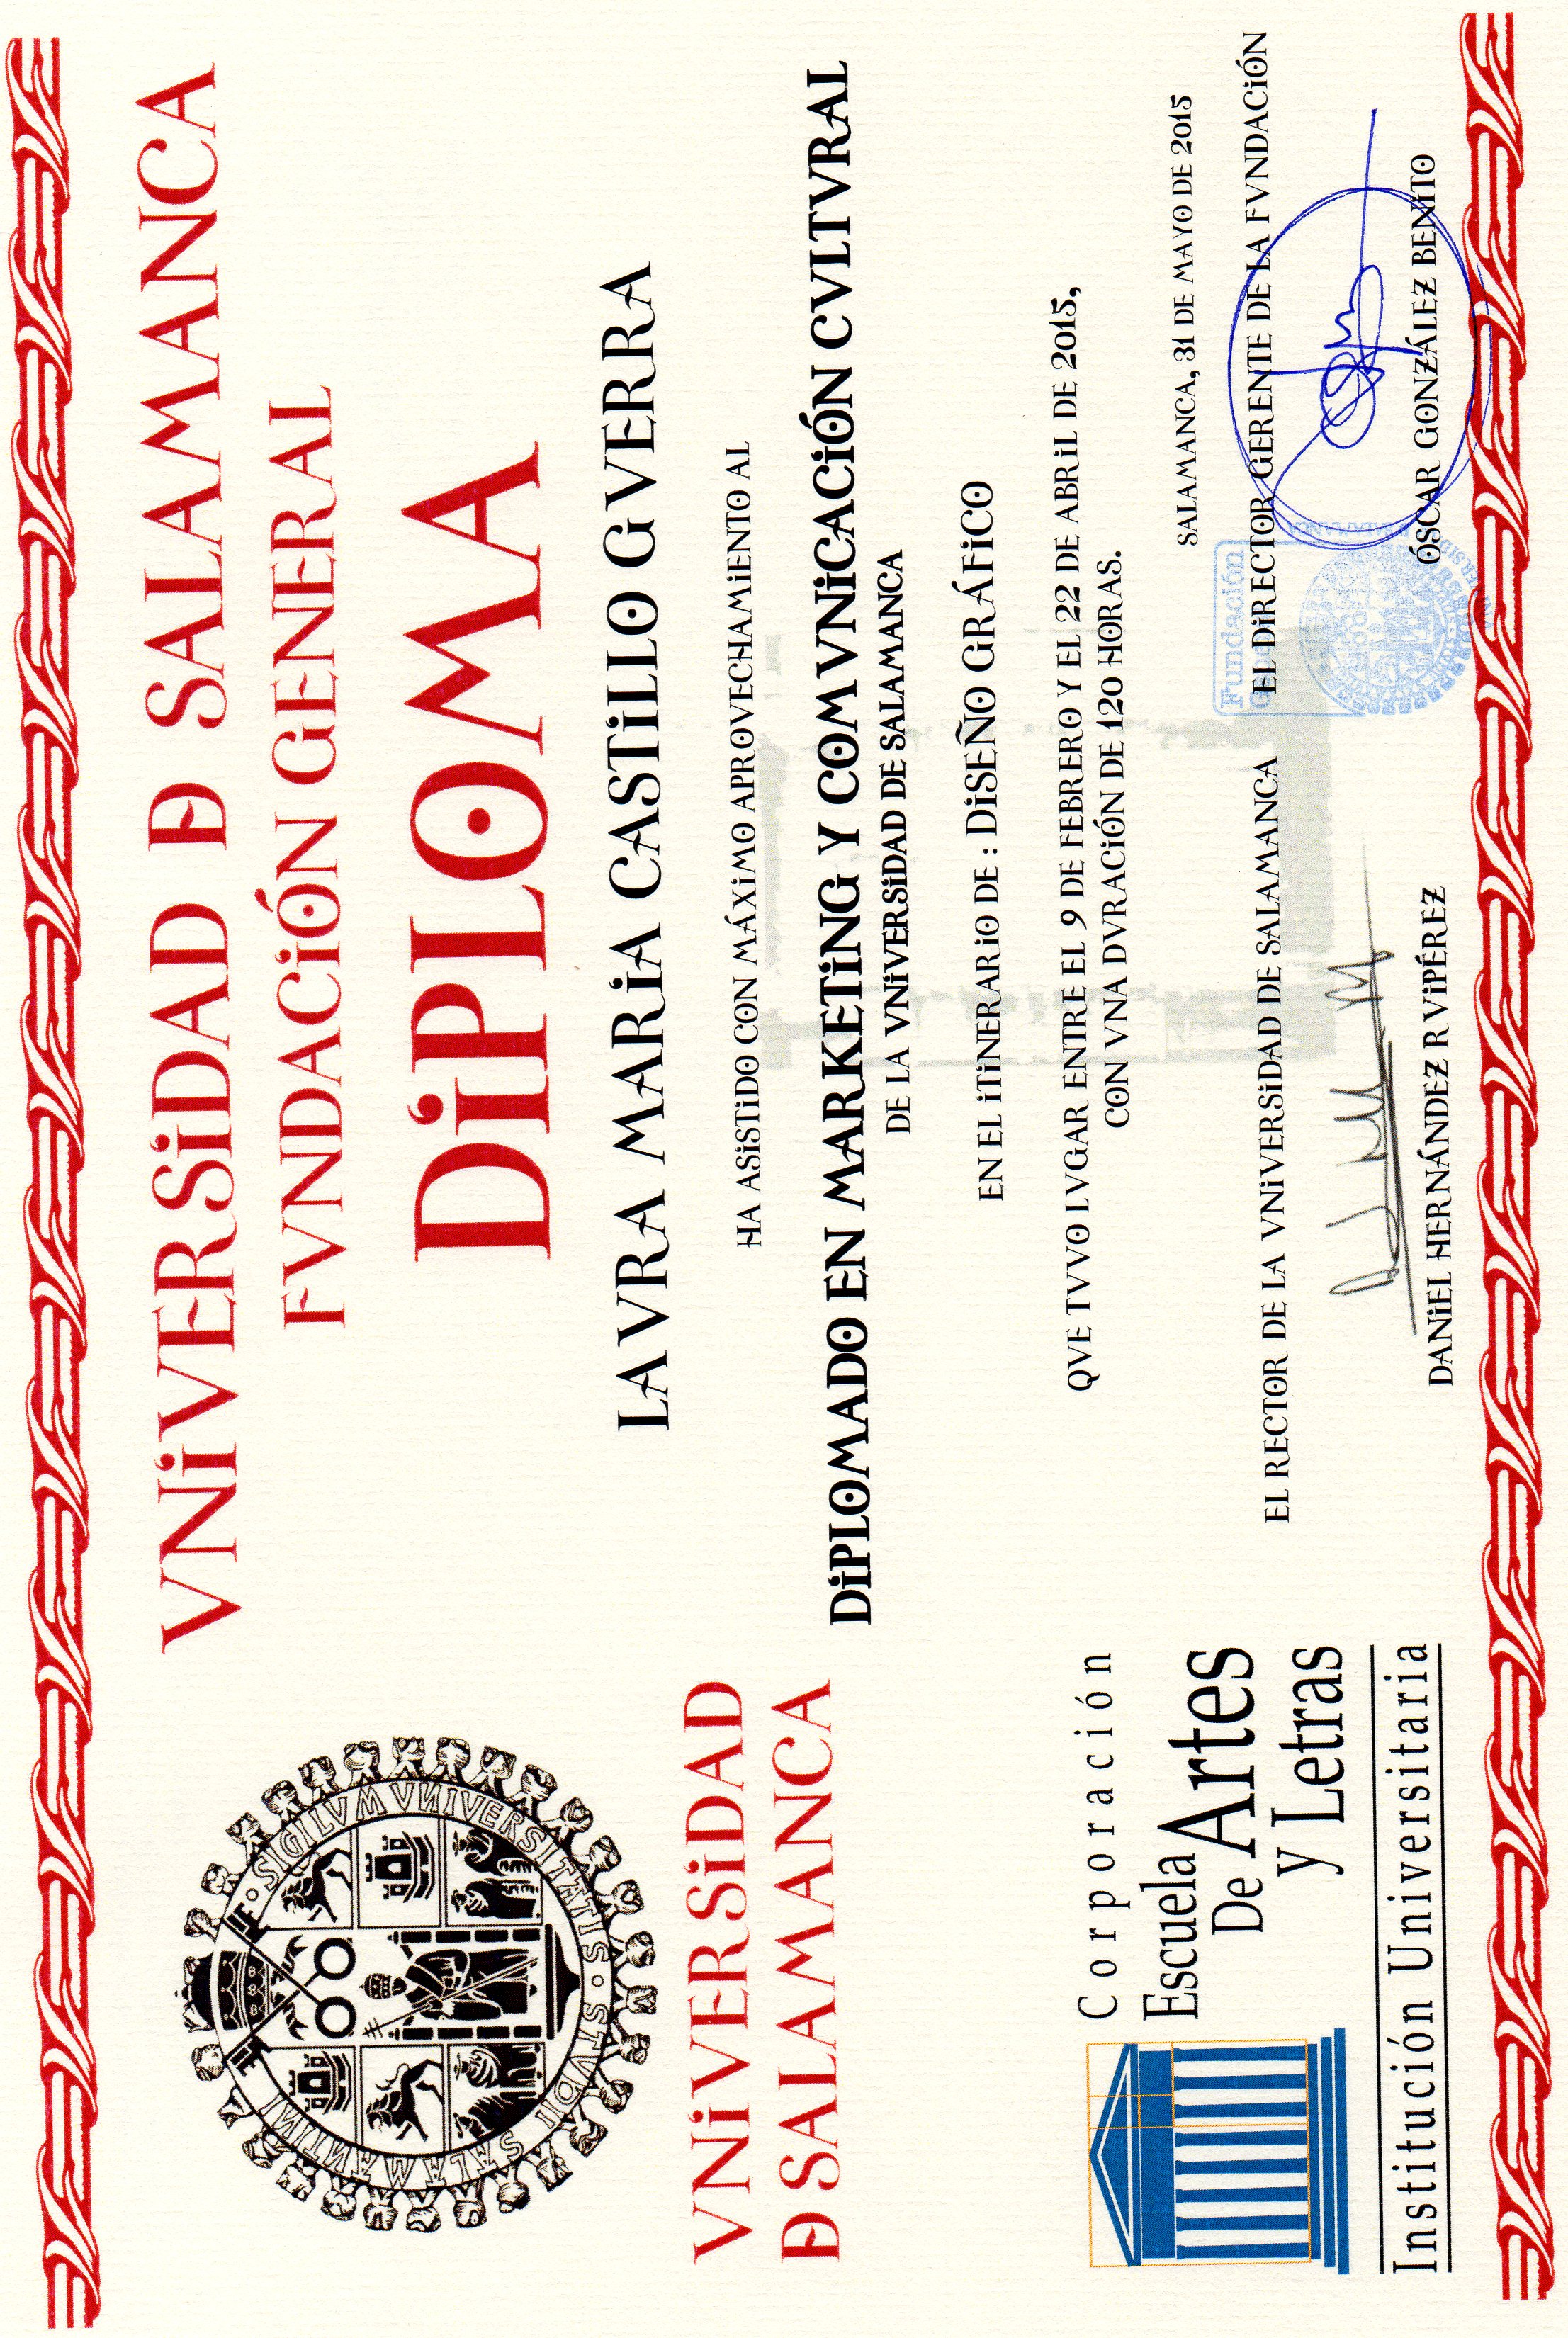 VNiVERSiDAD Ð SALAMANCA
FVNDACiÓN GENERAL
DiPLOMA
LAVRA MARiA CASTiLLO GVERRA
HA ASiSTiDO CON MÁXiMO APROVECHAMiENTO AL
DiPLOMADO EN MARKETiNG Y COMVNiCACiÓN CVLTVRAL
DE LA VNiVERSiDAD DE SALAMANCA
EN EL iTiNERARiO DE : DiSEÑO GRÁFiCO
QVE TVVO LVGAR ENTRE EL 9 DE FEBRERO Y EL 22 DE ABRiL DE 2015,
CON VNA DVRACiÓN DE 120 HORAS.
SALAMANCA, 31 DE MAYO DE 2015
EL RECTOR DE LA VNiVERSiDAD DE SALAMANCA
DANiEL HERNÁNDEZ RVIPÉREZ
EL DiRECTOR GERENTE DE LA FVNDACiÓN
ÓSCAR GONZÁLEZ BENiTO
Fundación
SIGILVM VNIVERSITATIS STVDII SALAMANTINI
VNiVERSiDAD
Ð SALAMANCA
Corporación
Escuela
De Artes
y Letras
Institución Universitaria